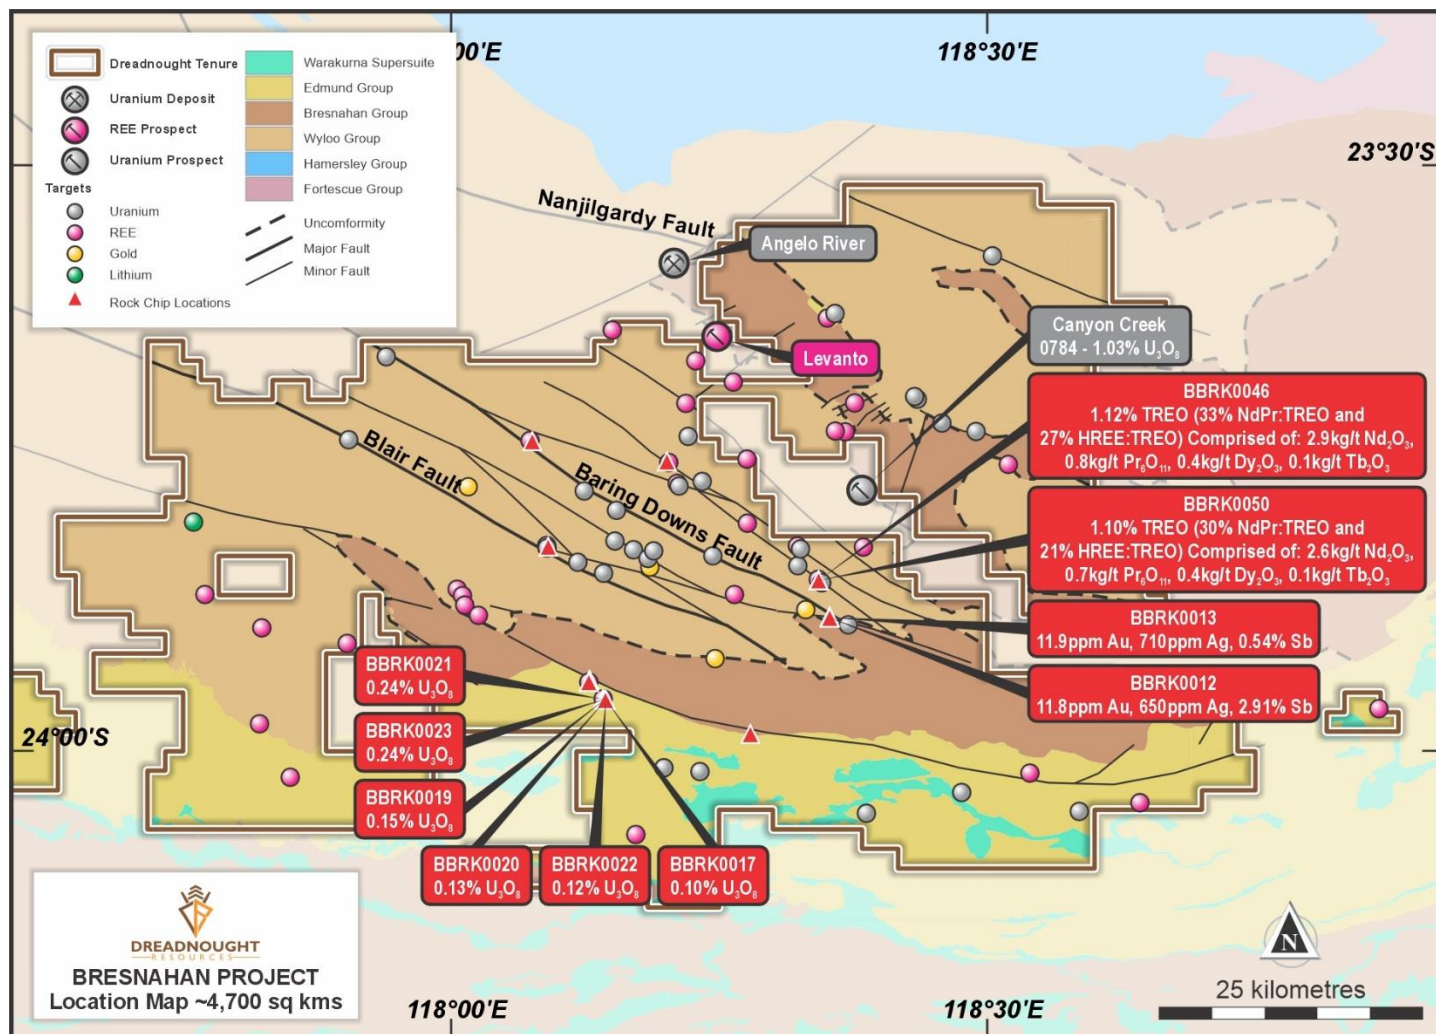 00'E
118°30'E
Dreadnought Tenure
Uranium Deposit
REE Prospect
Uranium Prospect
Targets
Uranium
REE
Gold
Lithium
Rock Chip Locations
Warakurna Supersuite
Edmund Group
Bresnahan Group
Wyloo Group
Hamersley Group
Fortescue Group
Uncomformity
Major Fault
Minor Fault
23°30'S
Nanjilgardy Fault
Angelo River
Levanto
Canyon Creek
0784 - 1.03% U₃O₈
BBRK0046
1.12% TREO (33% NdPr:TREO and
27% HREE:TREO) Comprised of: 2.9kg/t Nd₂O₃,
0.8kg/t Pr₆O₁₁, 0.4kg/t Dy₂O₃, 0.1kg/t Tb₂O₃
BBRK0050
1.10% TREO (30% NdPr:TREO and
21% HREE:TREO) Comprised of: 2.6kg/t Nd₂O₃,
0.7kg/t Pr₆O₁₁, 0.4kg/t Dy₂O₃, 0.1kg/t Tb₂O₃
BBRK0013
11.9ppm Au, 710ppm Ag, 0.54% Sb
BBRK0012
11.8ppm Au, 650ppm Ag, 2.91% Sb
Blair Fault
Baring Downs Fault
BBRK0021
0.24% U₃O₈
BBRK0023
0.24% U₃O₈
BBRK0019
0.15% U₃O₈
BBRK0020
0.13% U₃O₈
BBRK0022
0.12% U₃O₈
BBRK0017
0.10% U₃O₈
24°00'S
DREADNOUGHT
RESOURCES
BRESNAHAN PROJECT
Location Map ~4,700 sq kms
118°00'E
118°30'E
N
25 kilometres